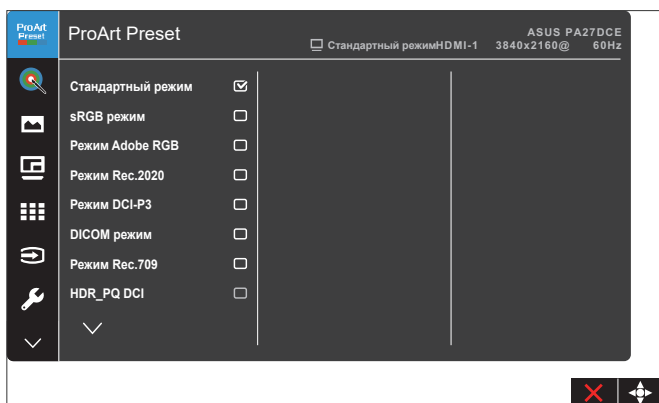 ProArt
Preset
ProArt Preset
Стандартный режимHDMI-1
ASUS PA27DCE
3840x2160@ 60Hz
Стандартный режим
sRGB режим
Режим Adobe RGB
Режим Rec.2020
Режим DCI-P3
DICOM режим
Режим Rec.709
HDR_PQ DCI